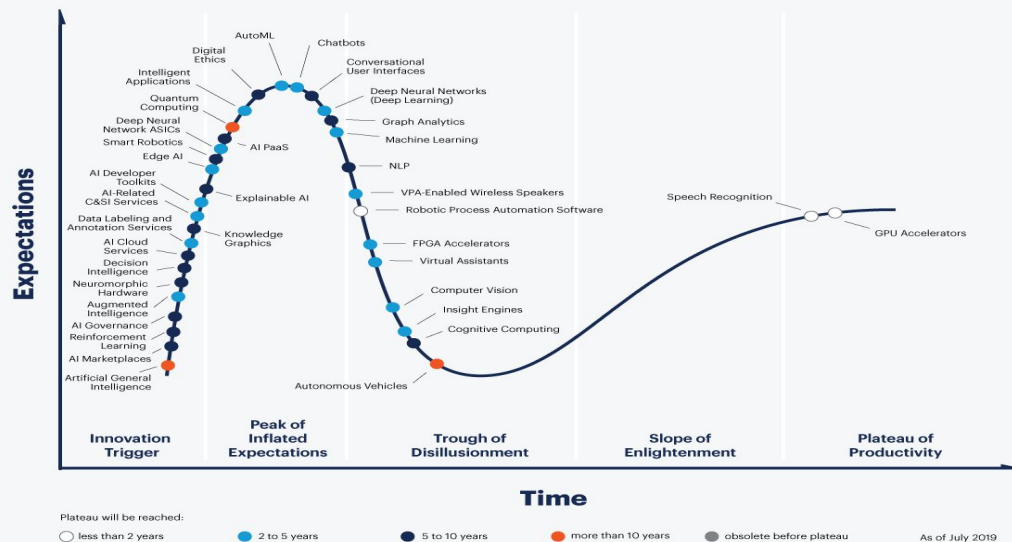 Expectations
AutoML
Chatbots
Digital
Ethics
Conversational
User Interfaces
Intelligent
Applications
Deep Neural Networks
(Deep Learning)
Quantum
Computing
Graph Analytics
Deep Neural
Network ASICs
Machine Learning
AI PaaS
Smart Robotics
Edge AI
NLP
AI Developer
Toolkits
Explainable AI
VPA-Enabled Wireless Speakers
AI-Related
C&SI Services
Robotic Process Automation Software
Speech Recognition
Data Labeling and
Annotation Services
Knowledge
Graphics
GPU Accelerators
AI Cloud
Services
FPGA Accelerators
Decision
Intelligence
Virtual Assistants
Neuromorphic
Hardware
Computer Vision
Augmented
Intelligence
Insight Engines
AI Governance
Cognitive Computing
Reinforcement
Learning
AI Marketplaces
Artificial General
Intelligence
Autonomous Vehicles
Innovation
Trigger
Peak of
Inflated
Expectations
Trough of
Disillusionment
Slope of
Enlightenment
Plateau of
Productivity
Time
Plateau will be reached:
less than 2 years
2 to 5 years
5 to 10 years
more than 10 years
obsolete before plateau
As of July 2019